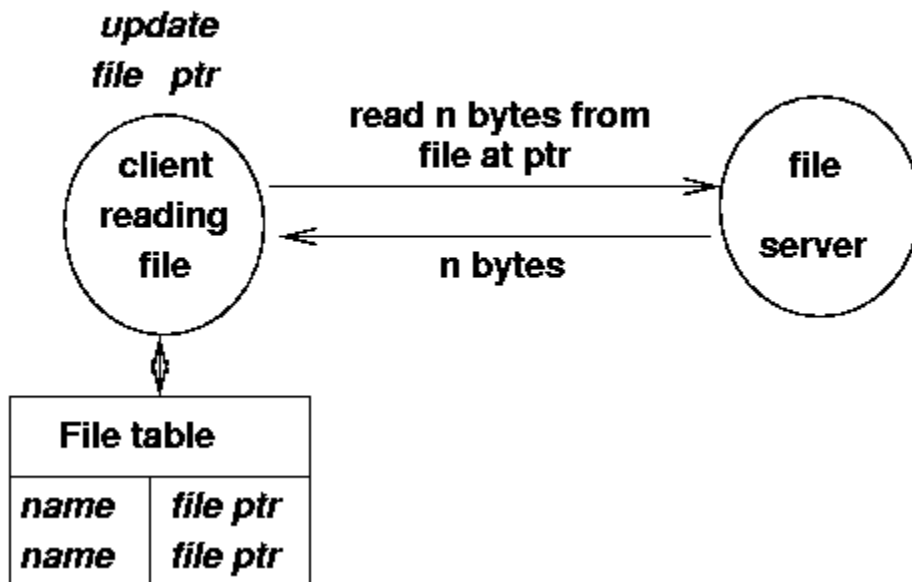 update
file ptr
client
reading
file
read n bytes from
file at ptr
n bytes
file
server
File table
name file ptr
name file ptr